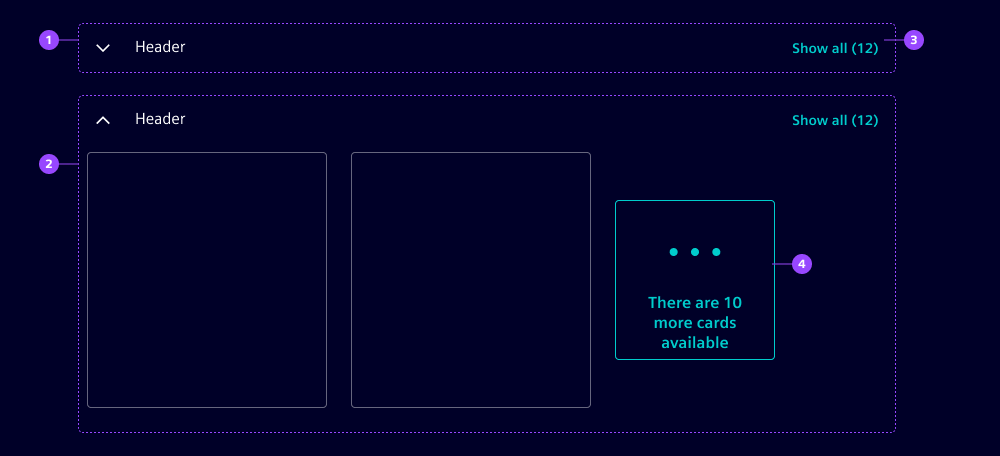 1
Header
Show all (12)
3
Header
Show all (12)
2
4
There are 10
more cards
available